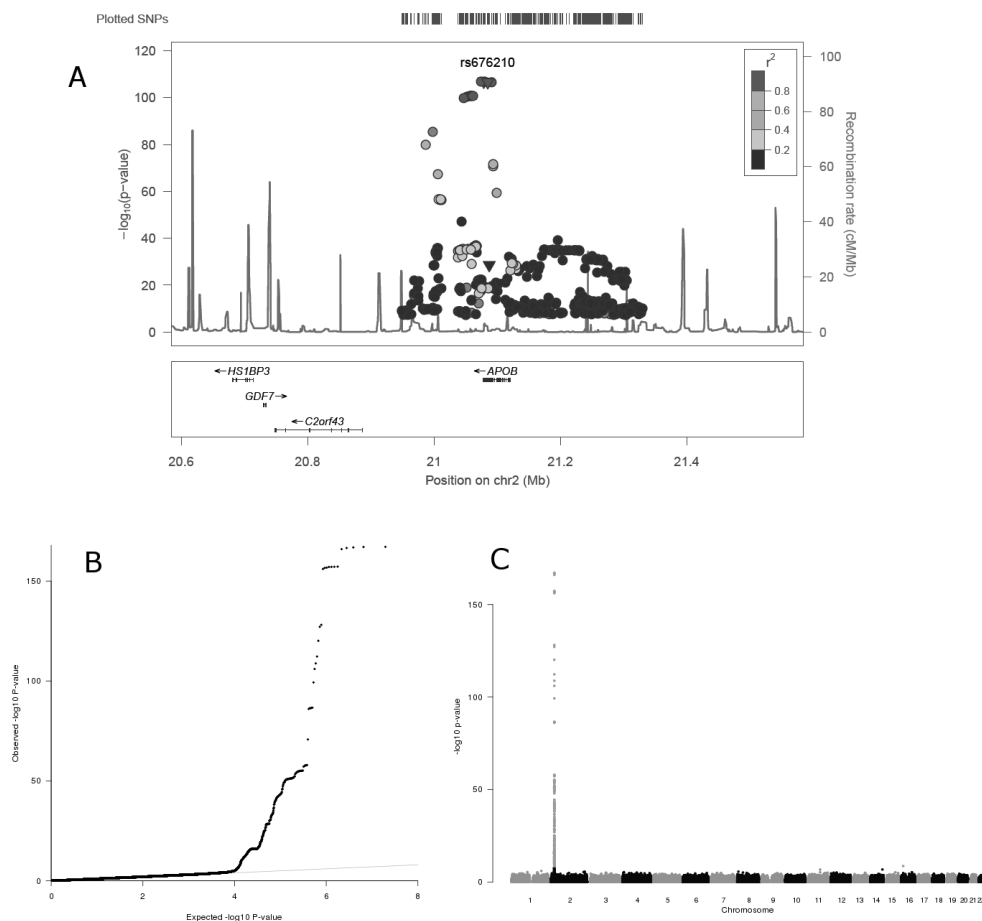 Plotted SNPs
A
rs676210
120
100
80
60
40
20
0
−log10(p−value)
r2
0.8
0.6
0.4
0.2
100
80
60
40
20
0
Recombination rate (cM/Mb)
HS1BP3
GDF7
C2orf43
APOB
20.6 20.8 21 21.2 21.4
Position on chr2 (Mb)
B
150
100
50
0
Observed -log10 P-value
0 2 4 6 8
Expected -log10 P-value
C
150
100
50
0
-log10 p-value
1 2 3 4 5 6 7 8 9 10 11 12 13 14 15 16 17 18 19 20 21
Chromosome